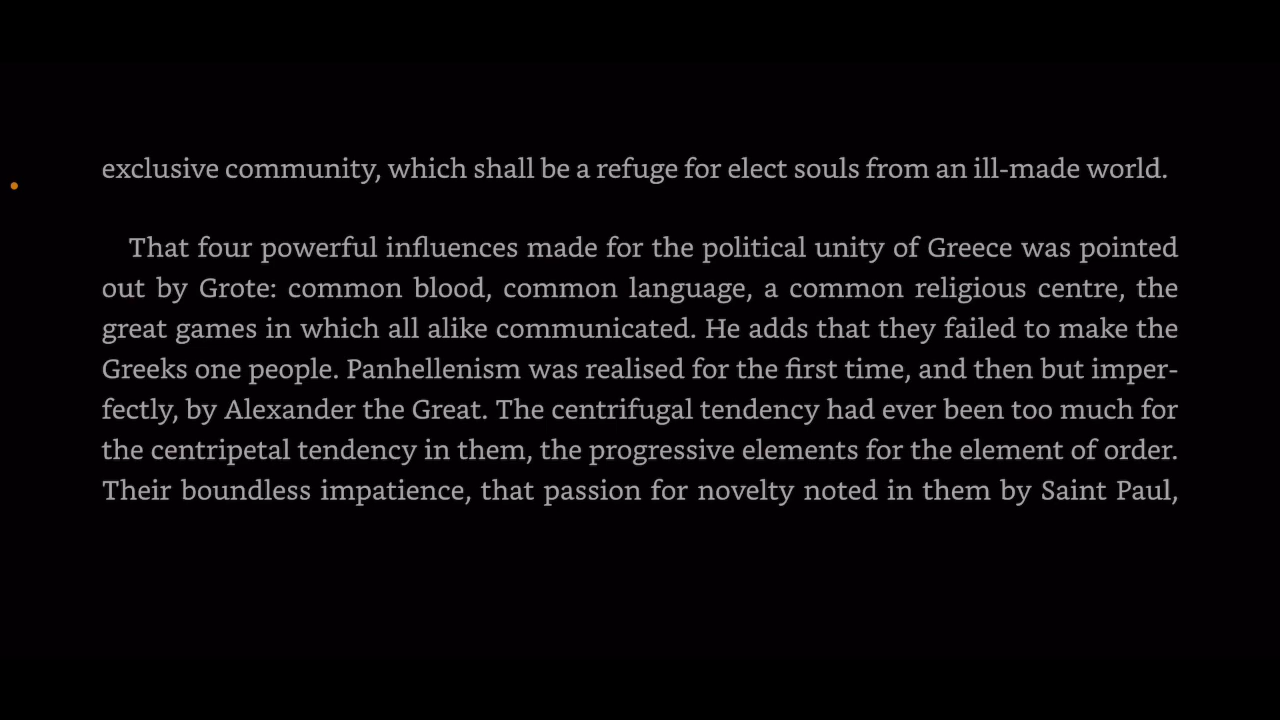 exclusive community, which shall be a refuge for elect souls from an ill-made world.
That four powerful influences made for the political unity of Greece was pointed
out by Grote: common blood, common language, a common religious centre, the
great games in which all alike communicated. He adds that they failed to make the
Greeks one people. Panhellenism was realised for the first time, and then but imper-
fectly, by Alexander the Great. The centrifugal tendency had ever been too much for
the centripetal tendency in them, the progressive elements for the element of order.
Their boundless impatience, that passion for novelty noted in them by Saint Paul,